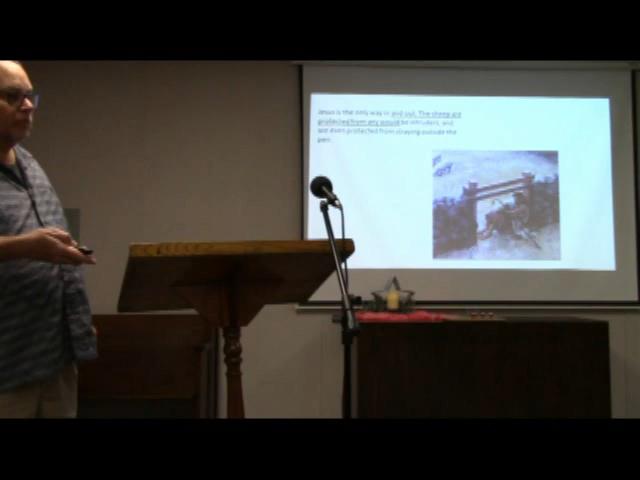 Jesus is the only way in and out. The sheep are
protected from any would be intruders, and
are even protected from straying outside the
pen.